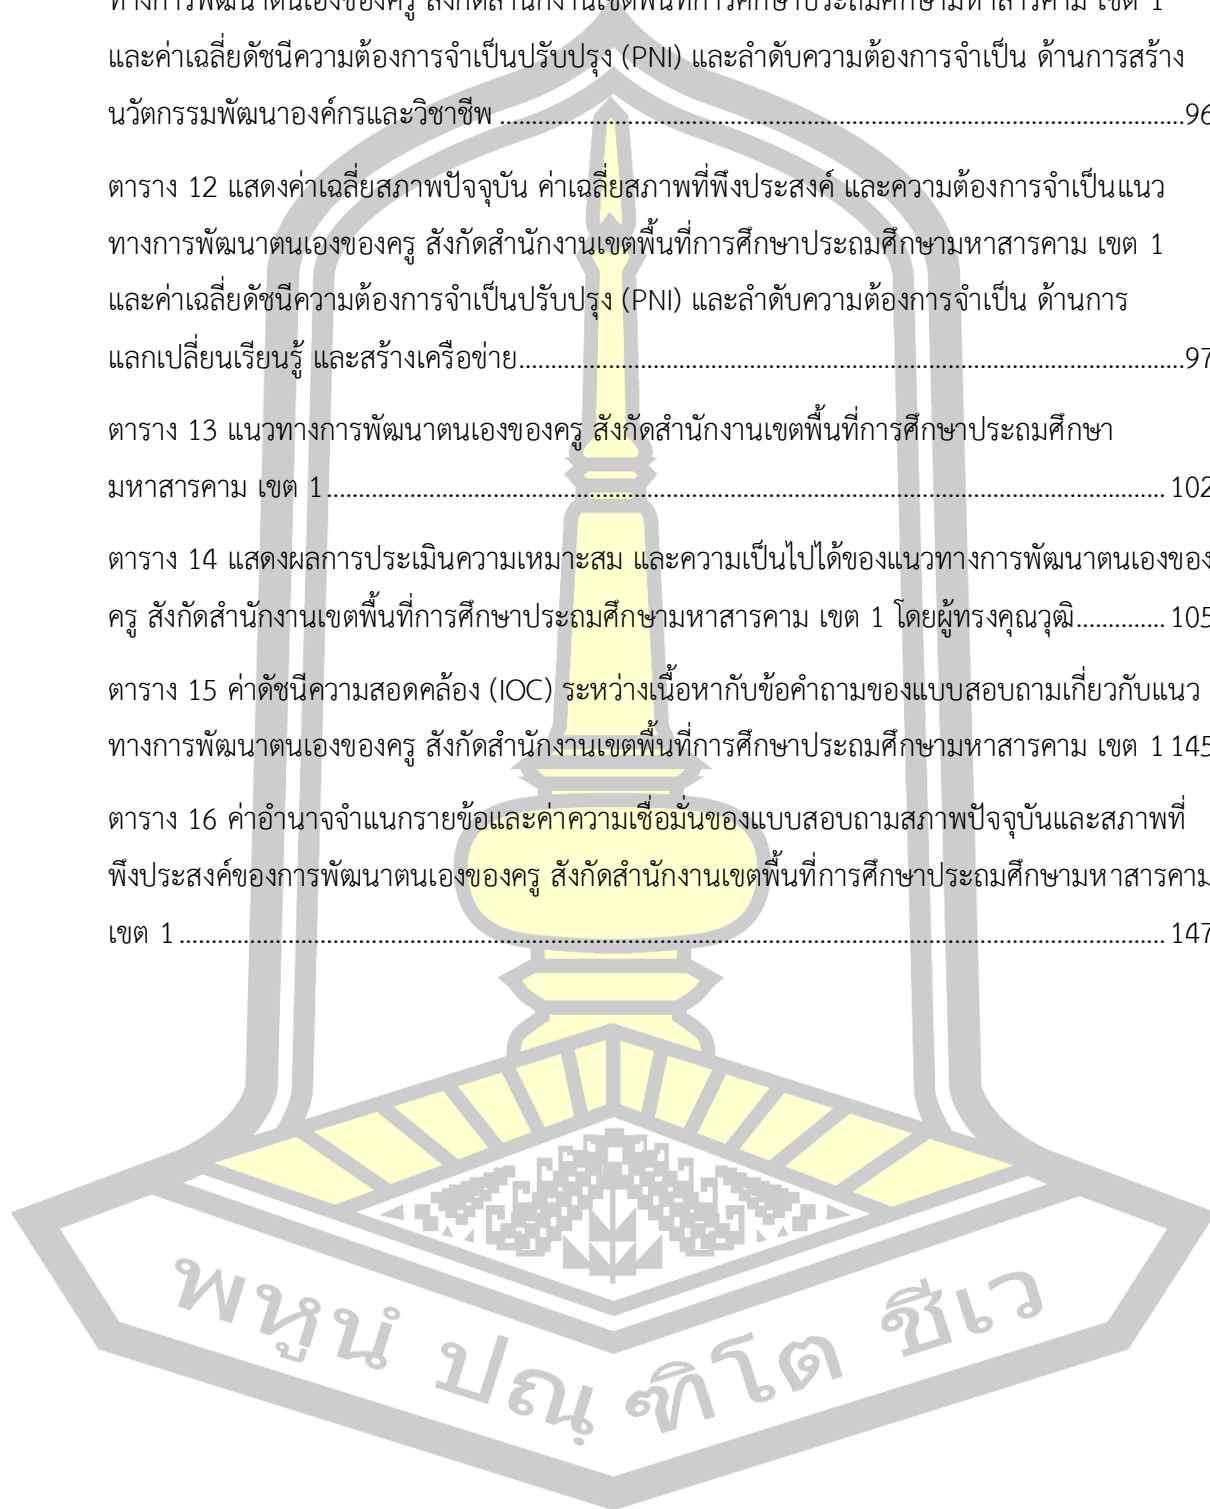 ทางการพัฒนาตนเองของครู สังกัดสำนักงานเขตพื้นที่การศึกษาประถมศึกษามหาสารคาม เขต 1
และค่าเฉลี่ยดัชนีความต้องการจำเป็นปรับปรุง (PNI) และลำดับความต้องการจำเป็น ด้านการสร้าง
นวัตกรรมพัฒนาองค์กรและวิชาชีพ ........................................................................................................96
ตาราง 12 แสดงค่าเฉลี่ยสภาพปัจจุบัน ค่าเฉลี่ยสภาพที่พึงประสงค์ และความต้องการจำเป็นแนว
ทางการพัฒนาตนเองของครู สังกัดสำนักงานเขตพื้นที่การศึกษาประถมศึกษามหาสารคาม เขต 1
และค่าเฉลี่ยดัชนีความต้องการจำเป็นปรับปรุง (PNI) และลำดับความต้องการจำเป็น ด้านการ
แลกเปลี่ยนเรียนรู้ และสร้างเครือข่าย.....................................................................................................97
ตาราง 13 แนวทางการพัฒนาตนเองของครู สังกัดสำนักงานเขตพื้นที่การศึกษาประถมศึกษา
มหาสารคาม เขต 1 ............................................................................................................................... 102
ตาราง 14 แสดงผลการประเมินความเหมาะสม และความเป็นไปได้ของแนวทางการพัฒนาตนเองของ
ครู สังกัดสำนักงานเขตพื้นที่การศึกษาประถมศึกษามหาสารคาม เขต 1 โดยผู้ทรงคุณวุฒิ.............. 105
ตาราง 15 ค่าดัชนีความสอดคล้อง (IOC) ระหว่างเนื้อหากับข้อคำถามของแบบสอบถามเกี่ยวกับแนว
ทางการพัฒนาตนเองของครู สังกัดสำนักงานเขตพื้นที่การศึกษาประถมศึกษามหาสารคาม เขต 1 145
ตาราง 16 ค่าอำนาจจำแนกรายข้อและค่าความเชื่อมั่นของแบบสอบถามสภาพปัจจุบันและสภาพที่
พึงประสงค์ของการพัฒนาตนเองของครู สังกัดสำนักงานเขตพื้นที่การศึกษาประถมศึกษามหาสารคาม
เขต 1 ..................................................................................................................................................... 147
พหูนํ ปณฺฑิโต ชีเว